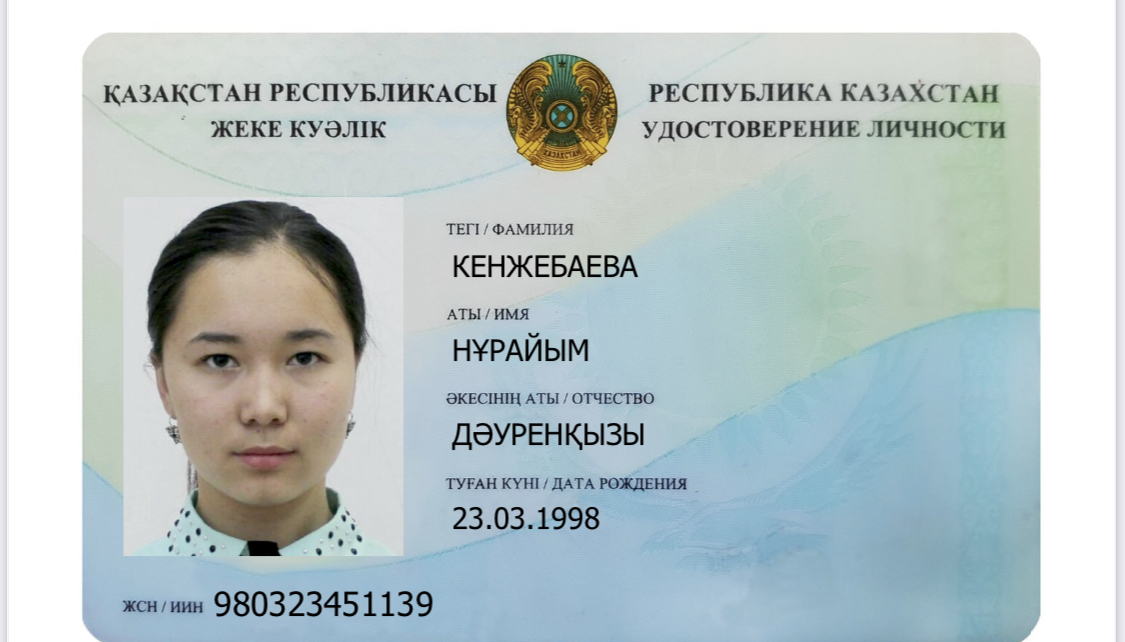 ҚАЗАҚСТАН РЕСПУБЛИКАСЫ
ЖЕКЕ КУӘЛІК
РЕСПУБЛИКА КАЗАХСТАН
УДОСТОВЕРЕНИЕ ЛИЧНОСТИ
ҚАЗАҚСТАН
ТЕГІ / ФАМИЛИЯ
КЕНЖЕБАЕВА
АТЫ / ИМЯ
НҰРАЙЫМ
ӘКЕСІНІҢ АТЫ / ОТЧЕСТВО
ДӘУРЕНҚЫЗЫ
ТУҒАН КҮНІ / ДАТА РОЖДЕНИЯ
23.03.1998
ЖСН / ИИН 980323451139